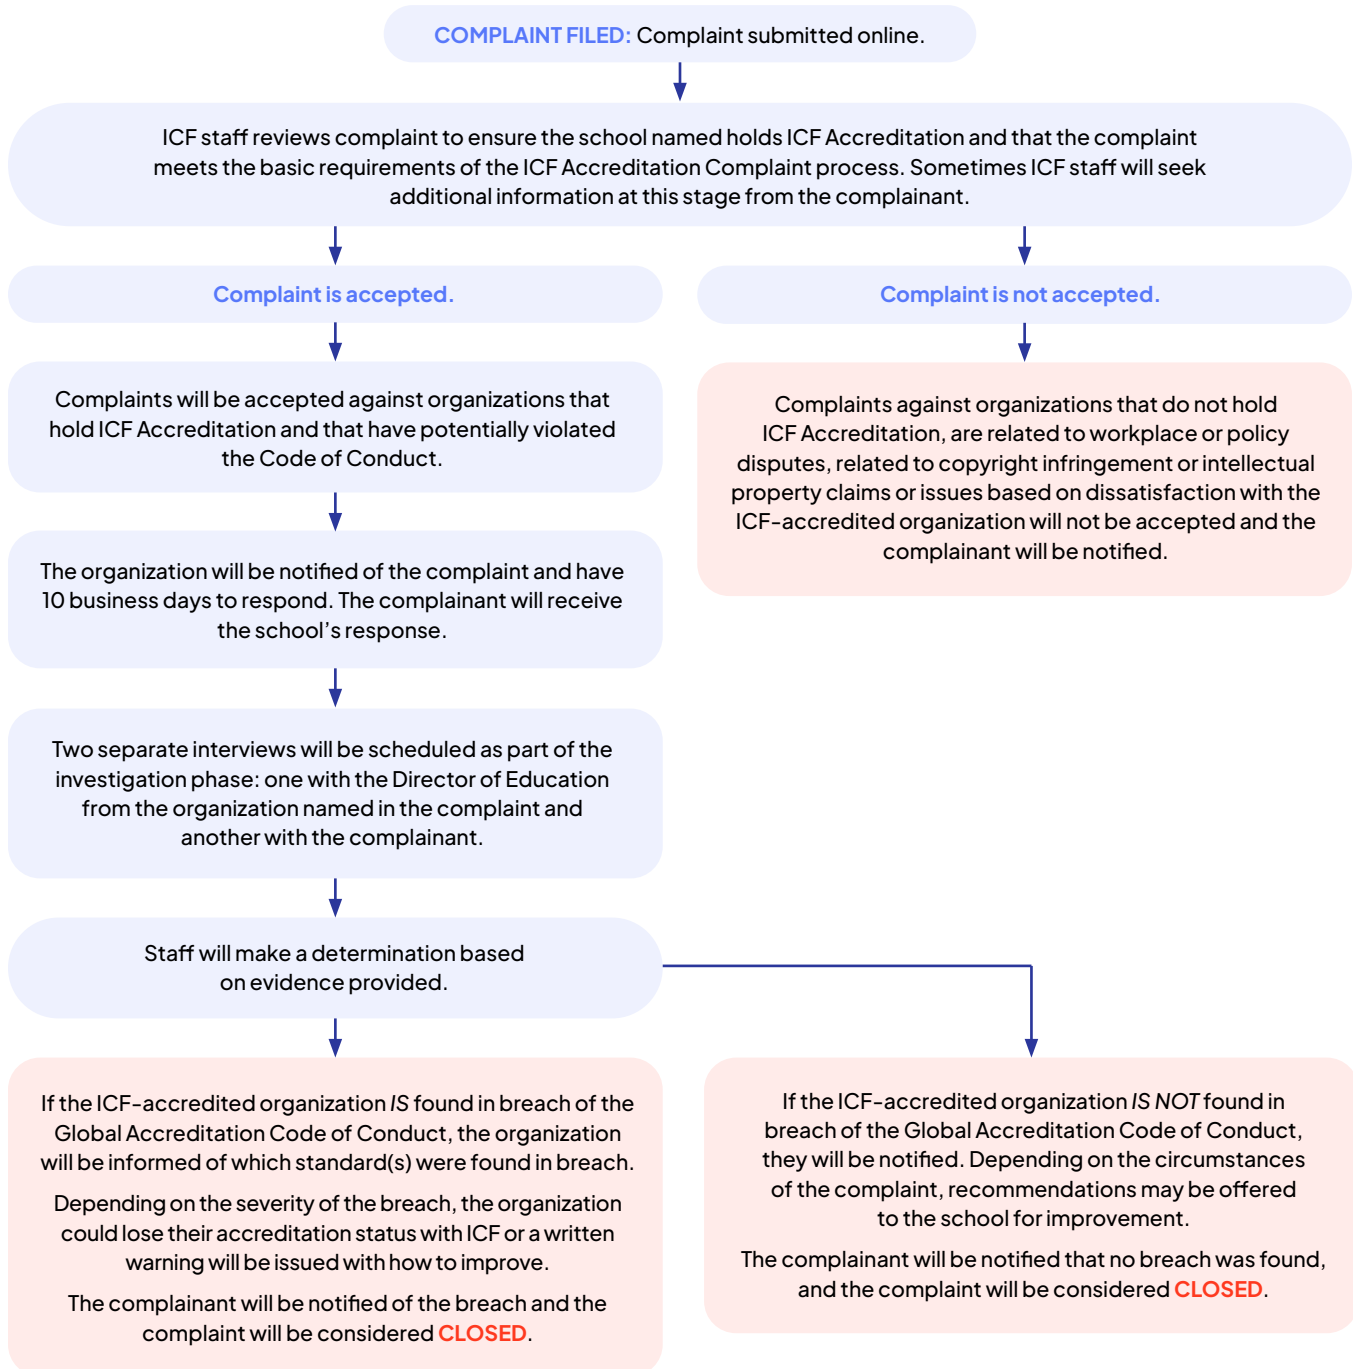 COMPLAINT FILED: Complaint submitted online.
ICF staff reviews complaint to ensure the school named holds ICF Accreditation and that the complaint
meets the basic requirements of the ICF Accreditation Complaint process. Sometimes ICF staff will seek
additional information at this stage from the complainant.
Complaint is accepted.
Complaints will be accepted against organizations that
hold ICF Accreditation and that have potentially violated
the Code of Conduct.
The organization will be notified of the complaint and have
10 business days to respond. The complainant will receive
the school’s response.
Two separate interviews will be scheduled as part of the
investigation phase: one with the Director of Education
from the organization named in the complaint and
another with the complainant.
Staff will make a determination based
on evidence provided.
If the ICF-accredited organization IS found in breach of the
Global Accreditation Code of Conduct, the organization
will be informed of which standard(s) were found in breach.
Depending on the severity of the breach, the organization
could lose their accreditation status with ICF or a written
warning will be issued with how to improve.
The complainant will be notified of the breach and the
complaint will be considered CLOSED.
Complaint is not accepted.
Complaints against organizations that do not hold
ICF Accreditation, are related to workplace or policy
disputes, related to copyright infringement or intellectual
property claims or issues based on dissatisfaction with the
ICF-accredited organization will not be accepted and the
complainant will be notified.
If the ICF-accredited organization IS NOT found in
breach of the Global Accreditation Code of Conduct,
they will be notified. Depending on the circumstances
of the complaint, recommendations may be offered
to the school for improvement.
The complainant will be notified that no breach was found,
and the complaint will be considered CLOSED.